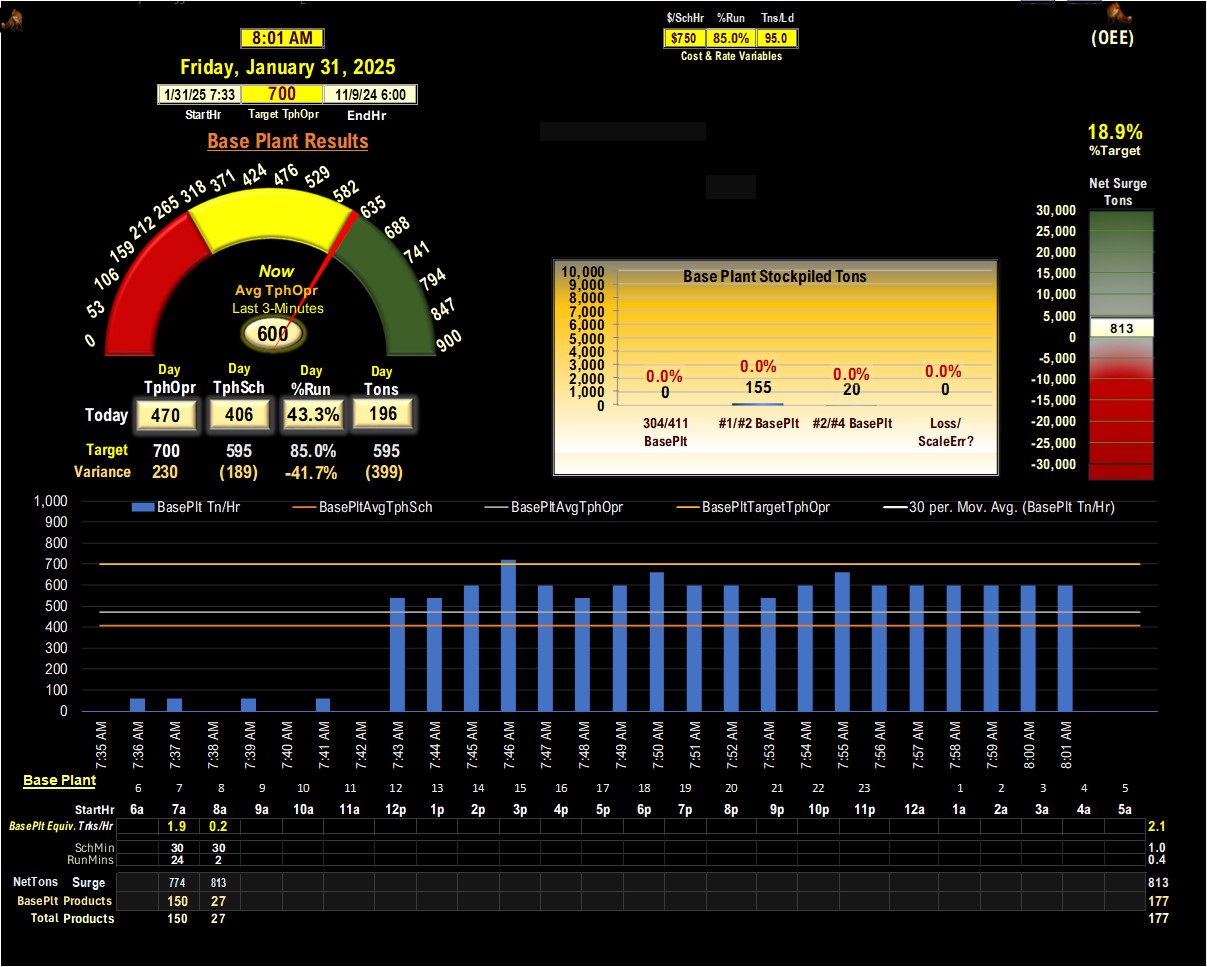 8:01 AM
Friday, January 31, 2025
1/31/25 7:33 700 11/9/24 6:00
StartHr Target TphOpr EndHr
Base Plant Results
$/SchHr %Run Tns/Ld
$750 85.0% 95.0
Cost & Rate Variables
(OEE)
18.9%
%Target
Net Surge
Tons
30,000
25,000
20,000
15,000
10,000
5,000
813
0
-5,000
-10,000
-15,000
-20,000
-25,000
-30,000
0 53 106 159 212 265 318 371 424 476 529 582 635 688 741 794 847 900
Now
Avg TphOpr
Last 3-Minutes
600
Day Day Day Day
TphOpr TphSch %Run Tons
Today 470 406 43.3% 196
Target 700 595 85.0% 595
Variance 230 (189) -41.7% (399)
Base Plant Stockpiled Tons
10,000
9,000
8,000
7,000
6,000
5,000
4,000
3,000
2,000
1,000
0
0.0% 0.0% 0.0% 0.0%
0 155 20 0
304/411 BasePlt #1/#2 BasePlt #2/#4 BasePlt Loss/ ScaleErr?
BasePlt Tn/Hr BasePltAvgTphSch BasePltAvgTphOpr BasePltTargetTphOpr 30 per. Mov. Avg. (BasePlt Tn/Hr)
1,000
900
800
700
600
500
400
300
200
100
0
7:35 AM 7:36 AM 7:37 AM 7:38 AM 7:39 AM 7:40 AM 7:41 AM 7:42 AM 7:43 AM 7:44 AM 7:45 AM 7:46 AM 7:47 AM 7:48 AM 7:49 AM 7:50 AM 7:51 AM 7:52 AM 7:53 AM 7:54 AM 7:55 AM 7:56 AM 7:57 AM 7:58 AM 7:59 AM 8:00 AM 8:01 AM
Base Plant
6 7 8 9 10 11 12 13 14 15 16 17 18 19 20 21 22 23 1 2 3 4 5
StartHr 6a 7a 8a 9a 10a 11a 12p 1p 2p 3p 4p 5p 6p 7p 8p 9p 10p 11p 12a 1a 2a 3a 4a 5a
BasePlt Equiv. Trks/Hr 1.9 0.2 2.1
SchMin 30 30 1.0
RunMins 24 2 0.4
NetTons Surge 774 813 813
BasePlt Products 150 27 177
Total Products 150 27 177